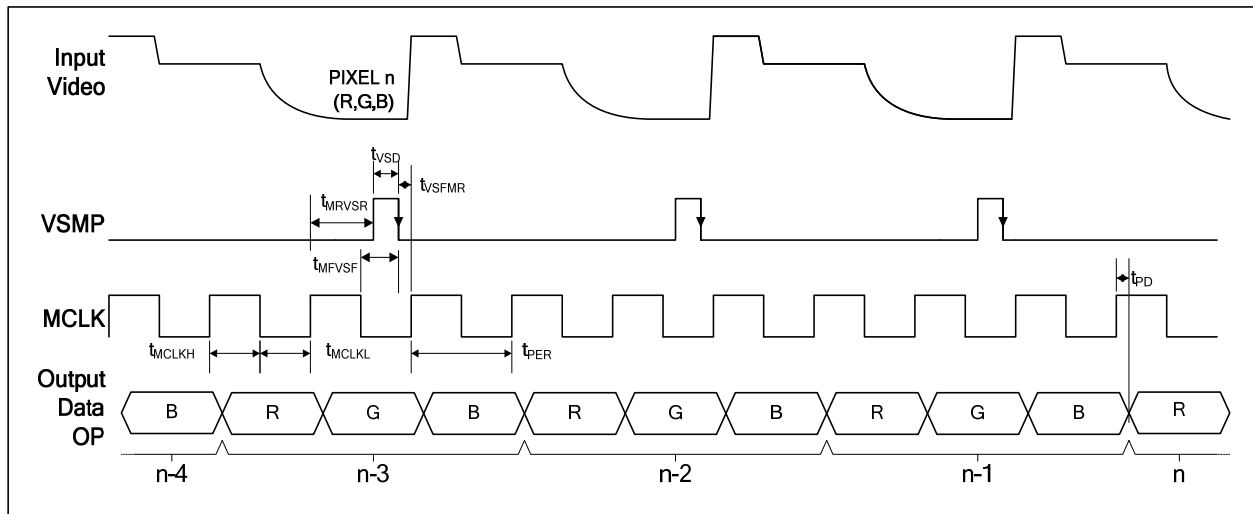 Input
Video
PIXEL n
(R,G,B)
tVSD
tVSFMR
tMRVSR
VSMP
tMFVSF
tPD
MCLK
tMCLKH
tMCLKL
tPER
Output
Data
OP
B R G B R G B R G B R
n-4 n-3 n-2 n-1 n